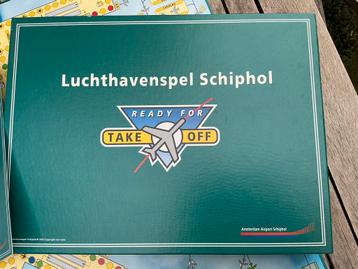 Luchthavenspel Schiphol
READY FOR
TAKE OFF
Amsterdam Airport Schiphol